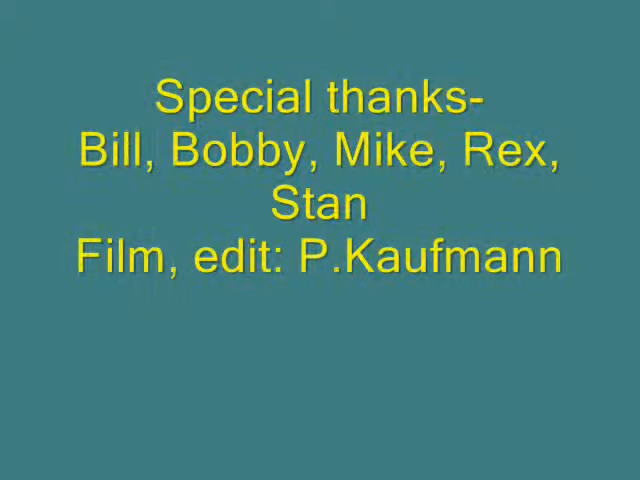 Special thanks-
Bill, Bobby, Mike, Rex,
Stan
Film, edit: P.Kaufmann